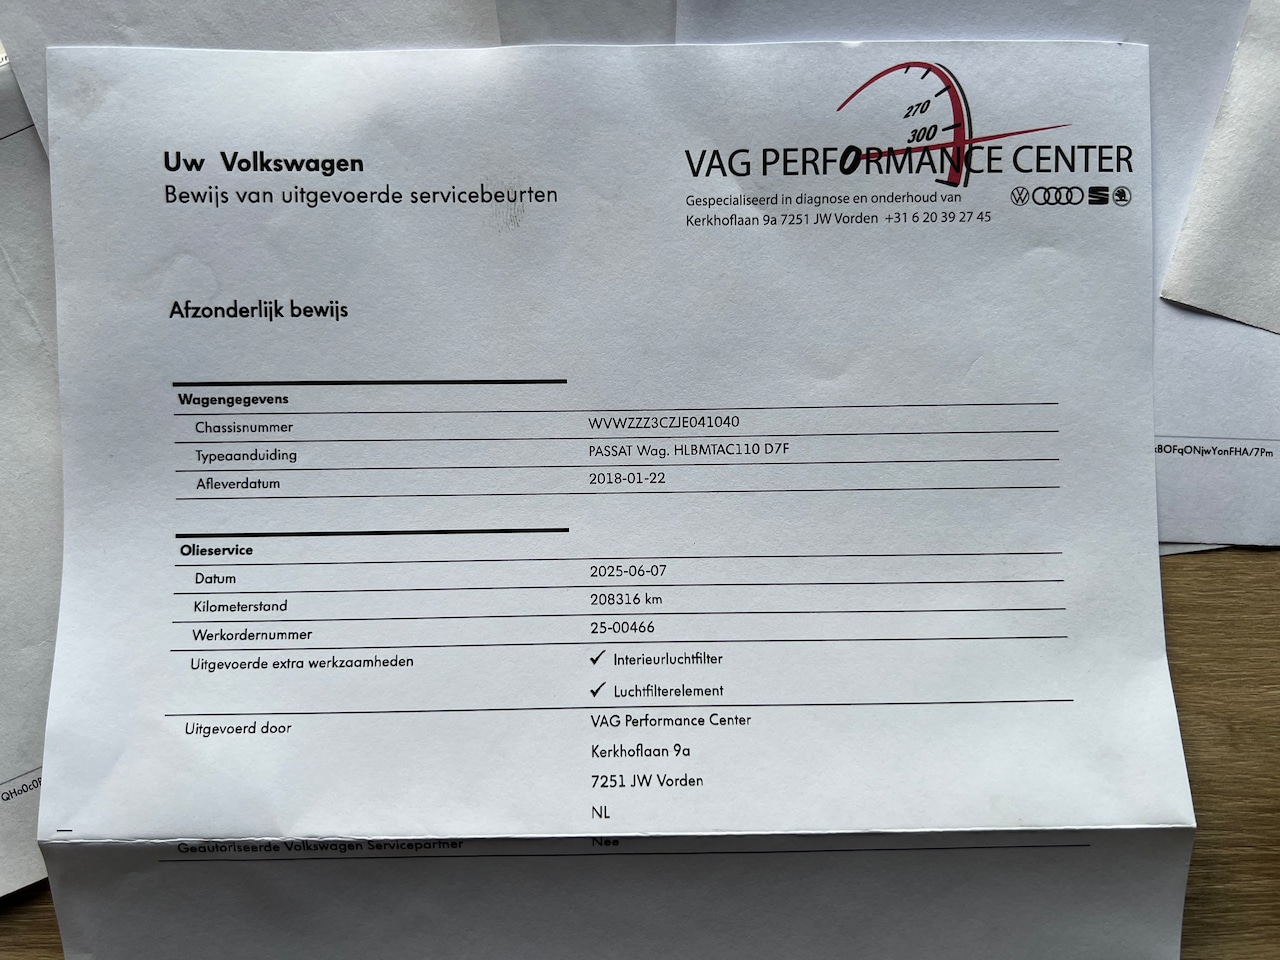 270
300
VAG PERFORMANCE CENTER
Uw Volkswagen
Bewijs van uitgevoerde servicebeurten
Gespecialiseerd in diagnose en onderhoud van
Kerkhoflaan 9a 7251 JW Vorden +31 6 20 39 27 45
Afzonderlijk bewijs
Wagengegevens
Chassisnummer WVWZZZ3CZJE041040
Typeaanduiding PASSAT Wag. HLBMTAC110 D7F
Afleverdatum 2018-01-22
Olieservice
Datum 2025-06-07
Kilometerstand 208316 km
Werkordernummer 25-00466
Uitgevoerde extra werkzaamheden ✓ Interieurluchtfilter
✓ Luchtfilterelement
Uitgevoerd door VAG Performance Center
Kerkhoflaan 9a
7251 JW Vorden
NL
Geautoriseerde Volkswagen Servicepartner Nee